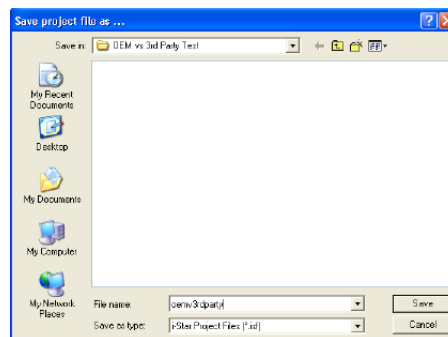 Save project file as ...
Save in:
OEM vs 3rd Party Text
My Recent
Documents
Desktop
My Documents
My Computer
My Network
Places
File name:
oemv3rdparty
Save
Save as type:
i-Star Project Files (*.isf)
Cancel